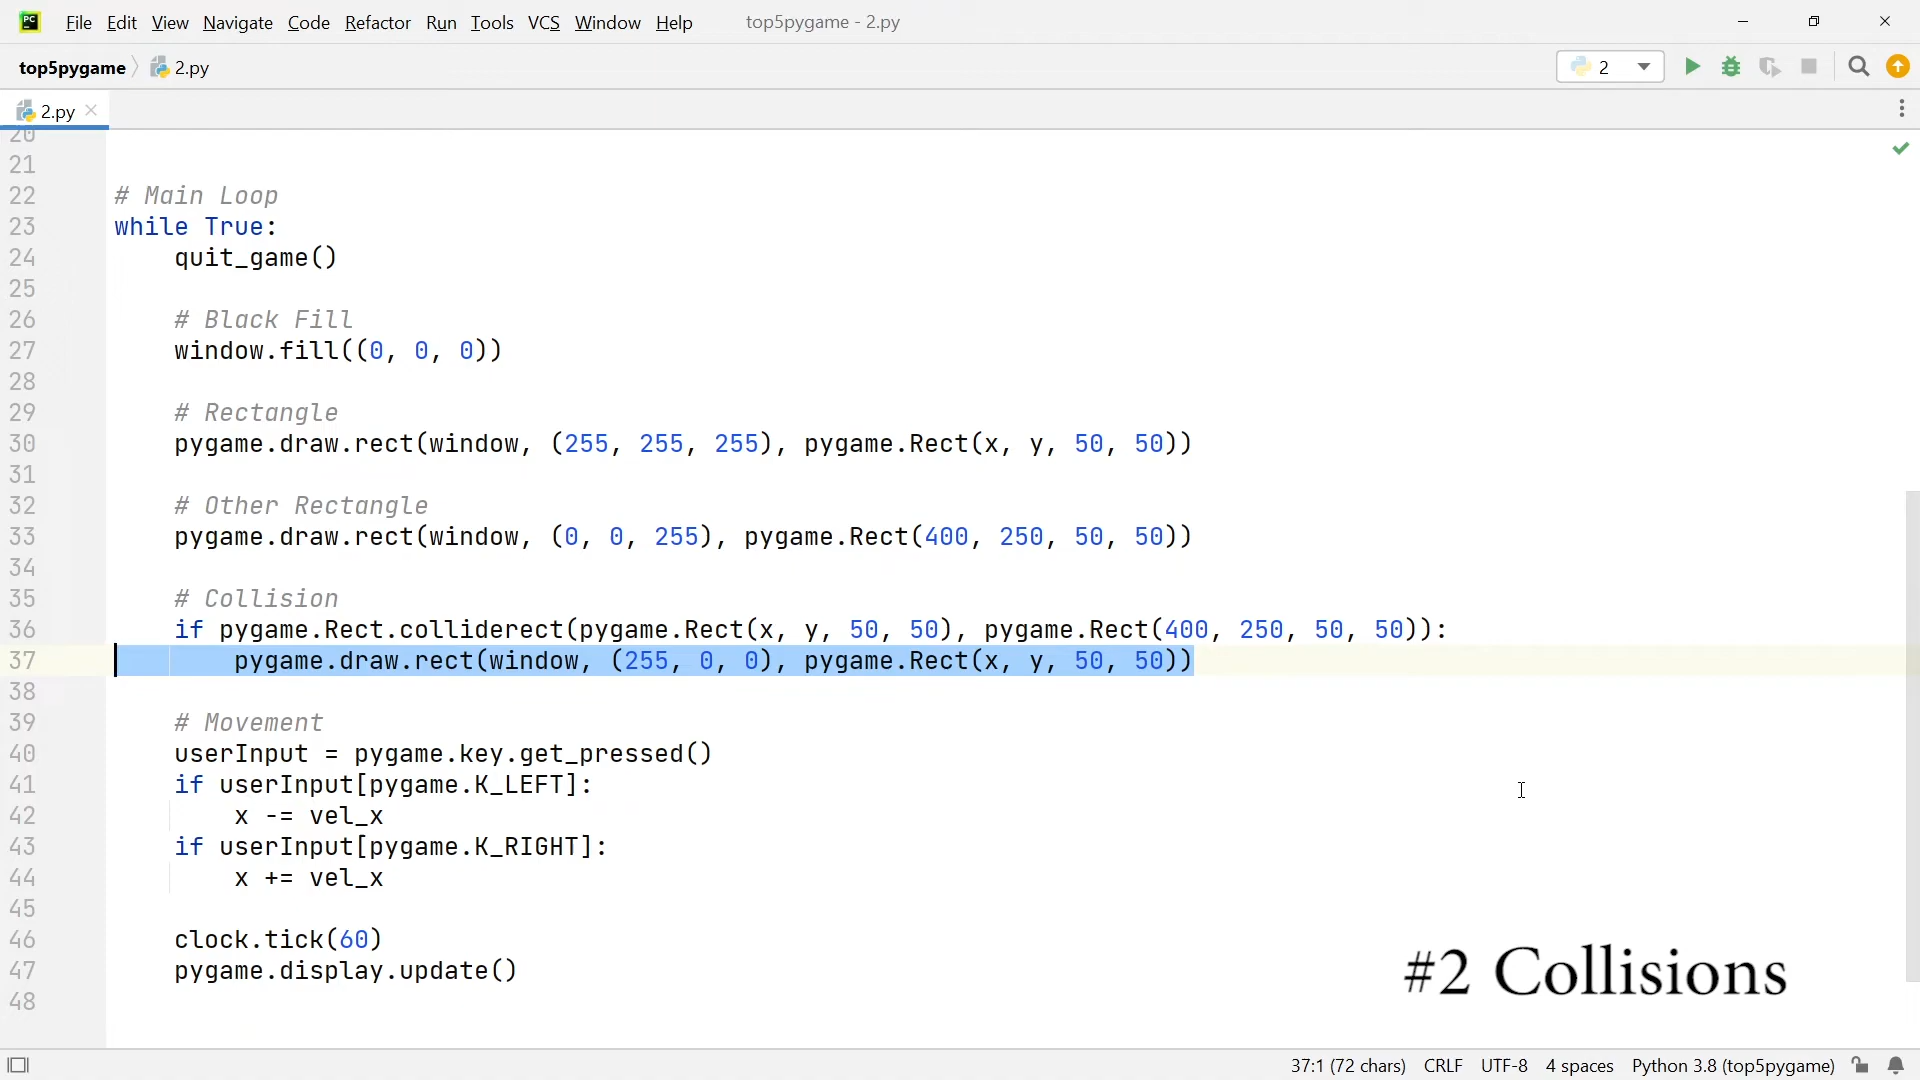 PC File Edit View Navigate Code Refactor Run Tools VCS Window Help top5pygame - 2.py
top5pygame 2.py 2
2.py
20
21
22 # Main Loop
23 while True:
24     quit_game()
25
26     # Black Fill
27     window.fill((0, 0, 0))
28
29     # Rectangle
30     pygame.draw.rect(window, (255, 255, 255), pygame.Rect(x, y, 50, 50))
31
32     # Other Rectangle
33     pygame.draw.rect(window, (0, 0, 255), pygame.Rect(400, 250, 50, 50))
34
35     # Collision
36     if pygame.Rect.colliderect(pygame.Rect(x, y, 50, 50), pygame.Rect(400, 250, 50, 50)):
37         pygame.draw.rect(window, (255, 0, 0), pygame.Rect(x, y, 50, 50))
38
39     # Movement
40     userInput = pygame.key.get_pressed()
41     if userInput[pygame.K_LEFT]:
42         x -= vel_x
43     if userInput[pygame.K_RIGHT]:
44         x += vel_x
45
46     clock.tick(60)
47     pygame.display.update()
48
#2 Collisions
37:1 (72 chars) CRLF UTF-8 4 spaces Python 3.8 (top5pygame)